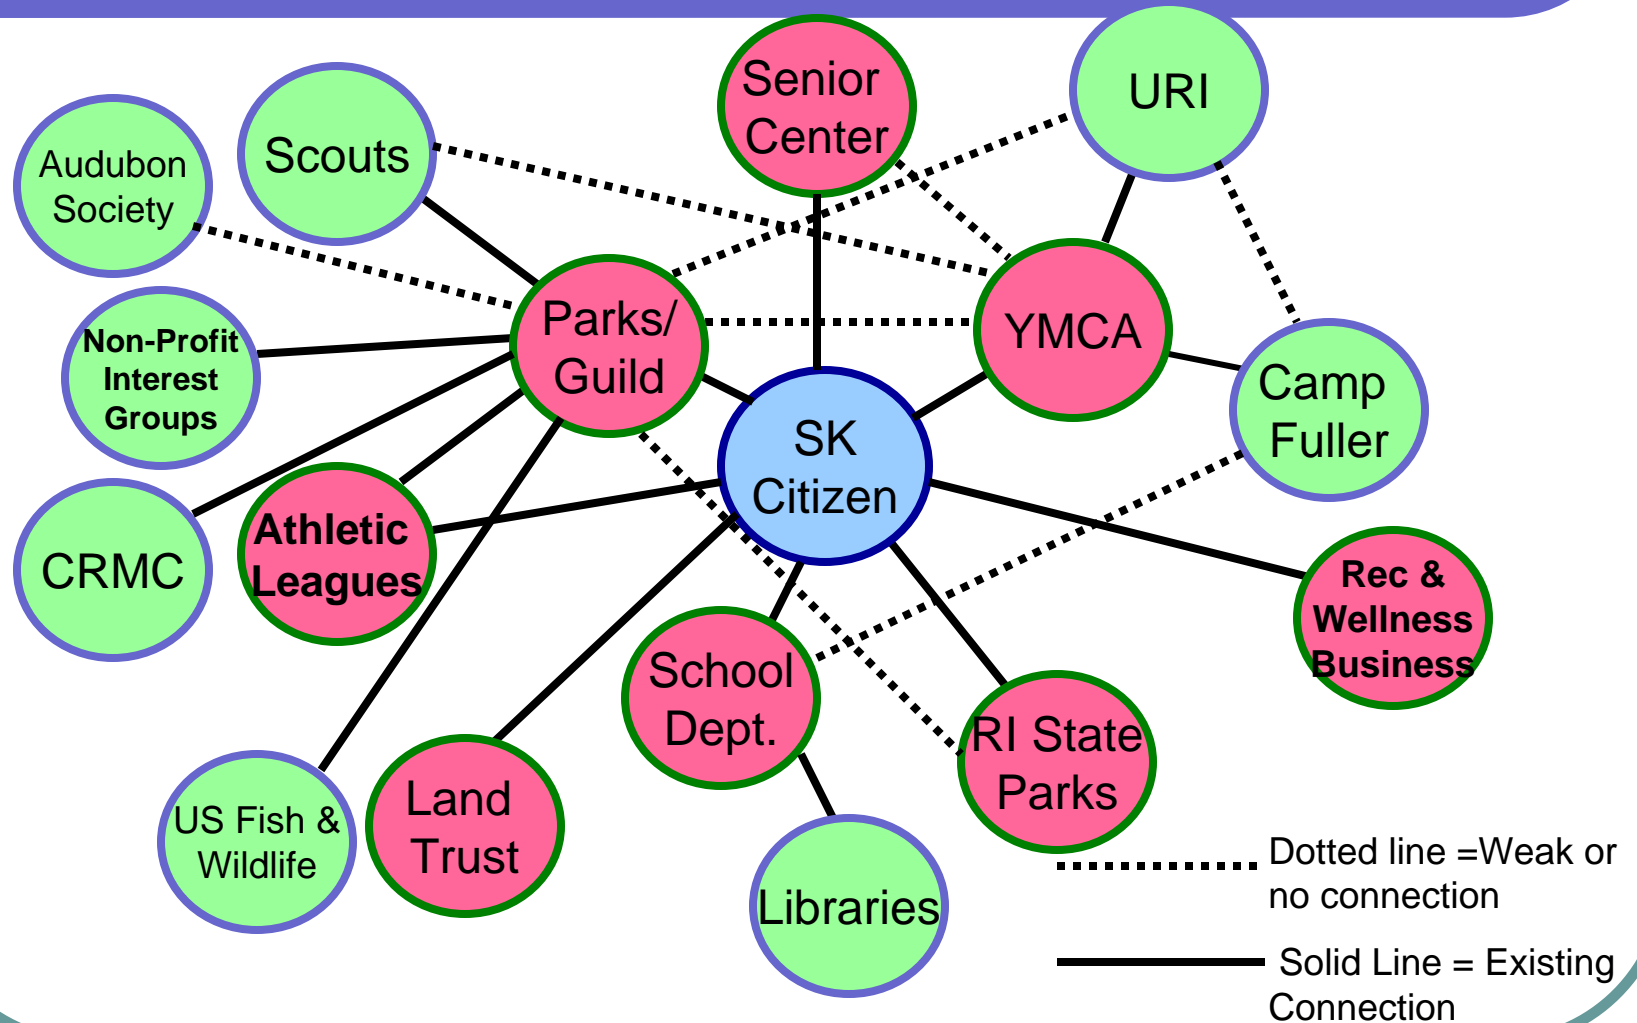 Senior
Center
URI
Scouts
Audubon
Society
Parks/
Guild
YMCA
Non-Profit
Interest
Groups
Camp
Fuller
SK
Citizen
CRMC
Athletic
Leagues
Rec &
Wellness
Business
School
Dept.
RI State
Parks
US Fish &
Wildlife
Land
Trust
Libraries
Dotted line =Weak or
no connection
Solid Line = Existing
Connection